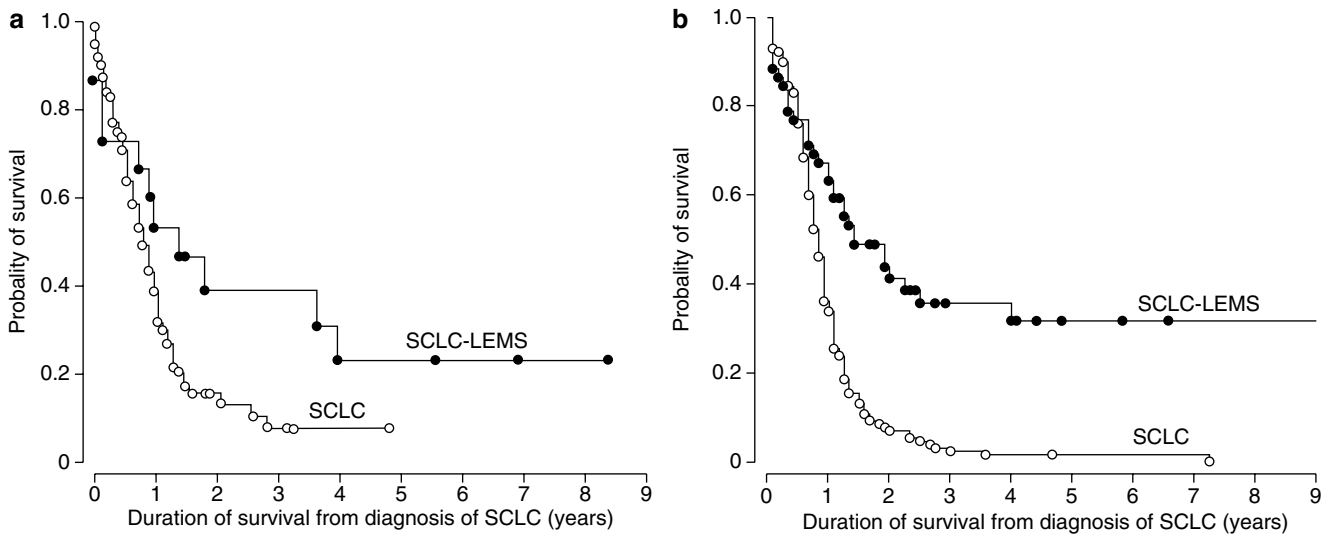 a
1.0
0.8
0.6
0.4
0.2
0
Probality of survival
SCLC-LEMS
SCLC
0 1 2 3 4 5 6 7 8 9
Duration of survival from diagnosis of SCLC (years)
b
1.0
0.8
0.6
0.4
0.2
0
Probality of survival
SCLC-LEMS
SCLC
0 1 2 3 4 5 6 7 8 9
Duration of survival from diagnosis of SCLC (years)